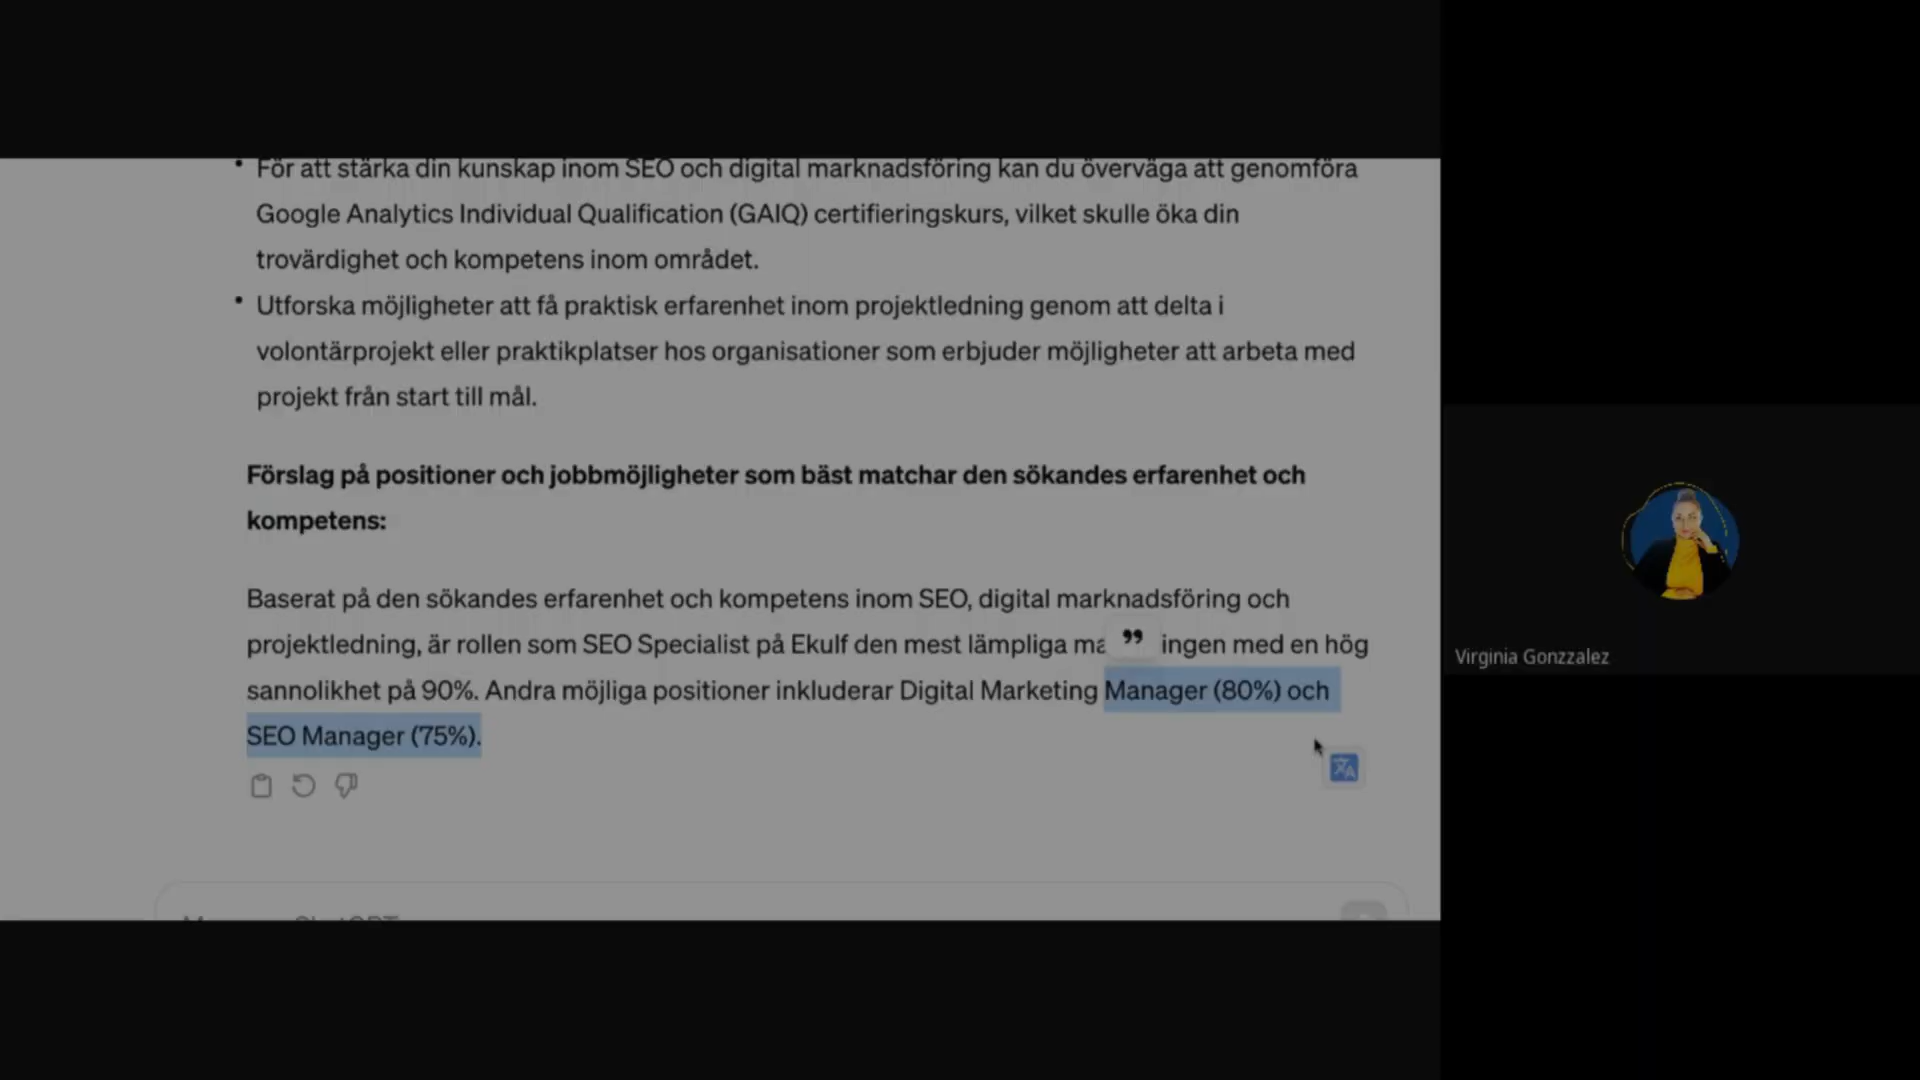 • För att stärka din kunskap inom SEO och digital marknadsföring kan du överväga att genomföra
Google Analytics Individual Qualification (GAIQ) certifieringskurs, vilket skulle öka din
trovärdighet och kompetens inom området.
• Utforska möjligheter att få praktisk erfarenhet inom projektledning genom att delta i
volontärprojekt eller praktikplatser hos organisationer som erbjuder möjligheter att arbeta med
projekt från start till mål.
Förslag på positioner och jobbmöjligheter som bäst matchar den sökandes erfarenhet och
kompetens:
Baserat på den sökandes erfarenhet och kompetens inom SEO, digital marknadsföring och
projektledning, är rollen som SEO Specialist på Ekulf den mest lämpliga ma ingen med en hög
sannolikhet på 90%. Andra möjliga positioner inkluderar Digital Marketing Manager (80%) och
SEO Manager (75%).
Virginia Gonzzalez